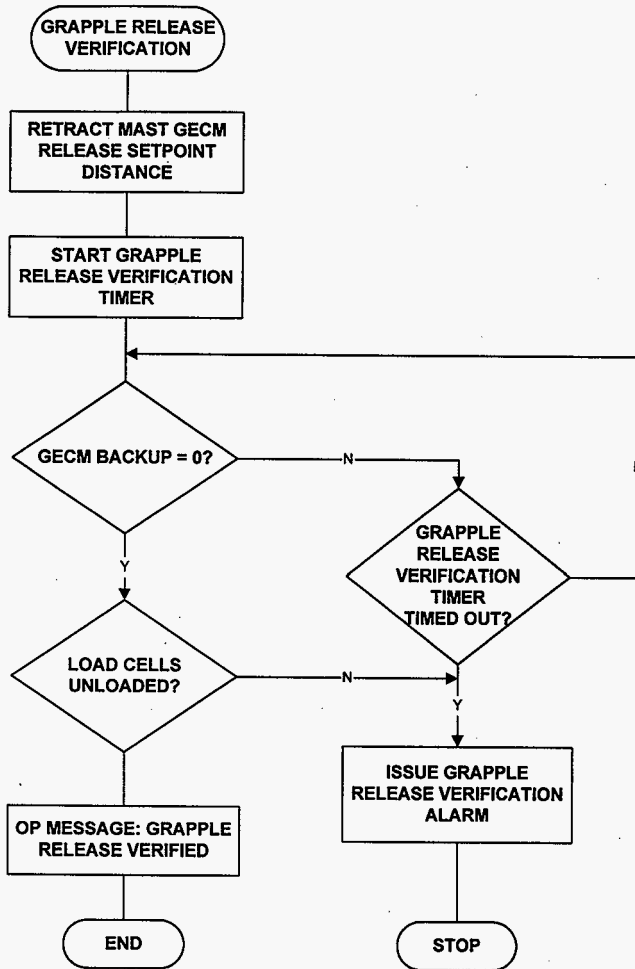 GRAPPLE RELEASE
VERIFICATION
RETRACT MAST GECM
RELEASE SETPOINT
DISTANCE
START GRAPPLE
RELEASE VERIFICATION
TIMER
GECM BACKUP = 0?
N
GRAPPLE
RELEASE
VERIFICATION
TIMER
TIMED OUT?
Y
LOAD CELLS
UNLOADED?
N
Y
ISSUE GRAPPLE
RELEASE VERIFICATION
ALARM
OP MESSAGE: GRAPPLE
RELEASE VERIFIED
END
STOP